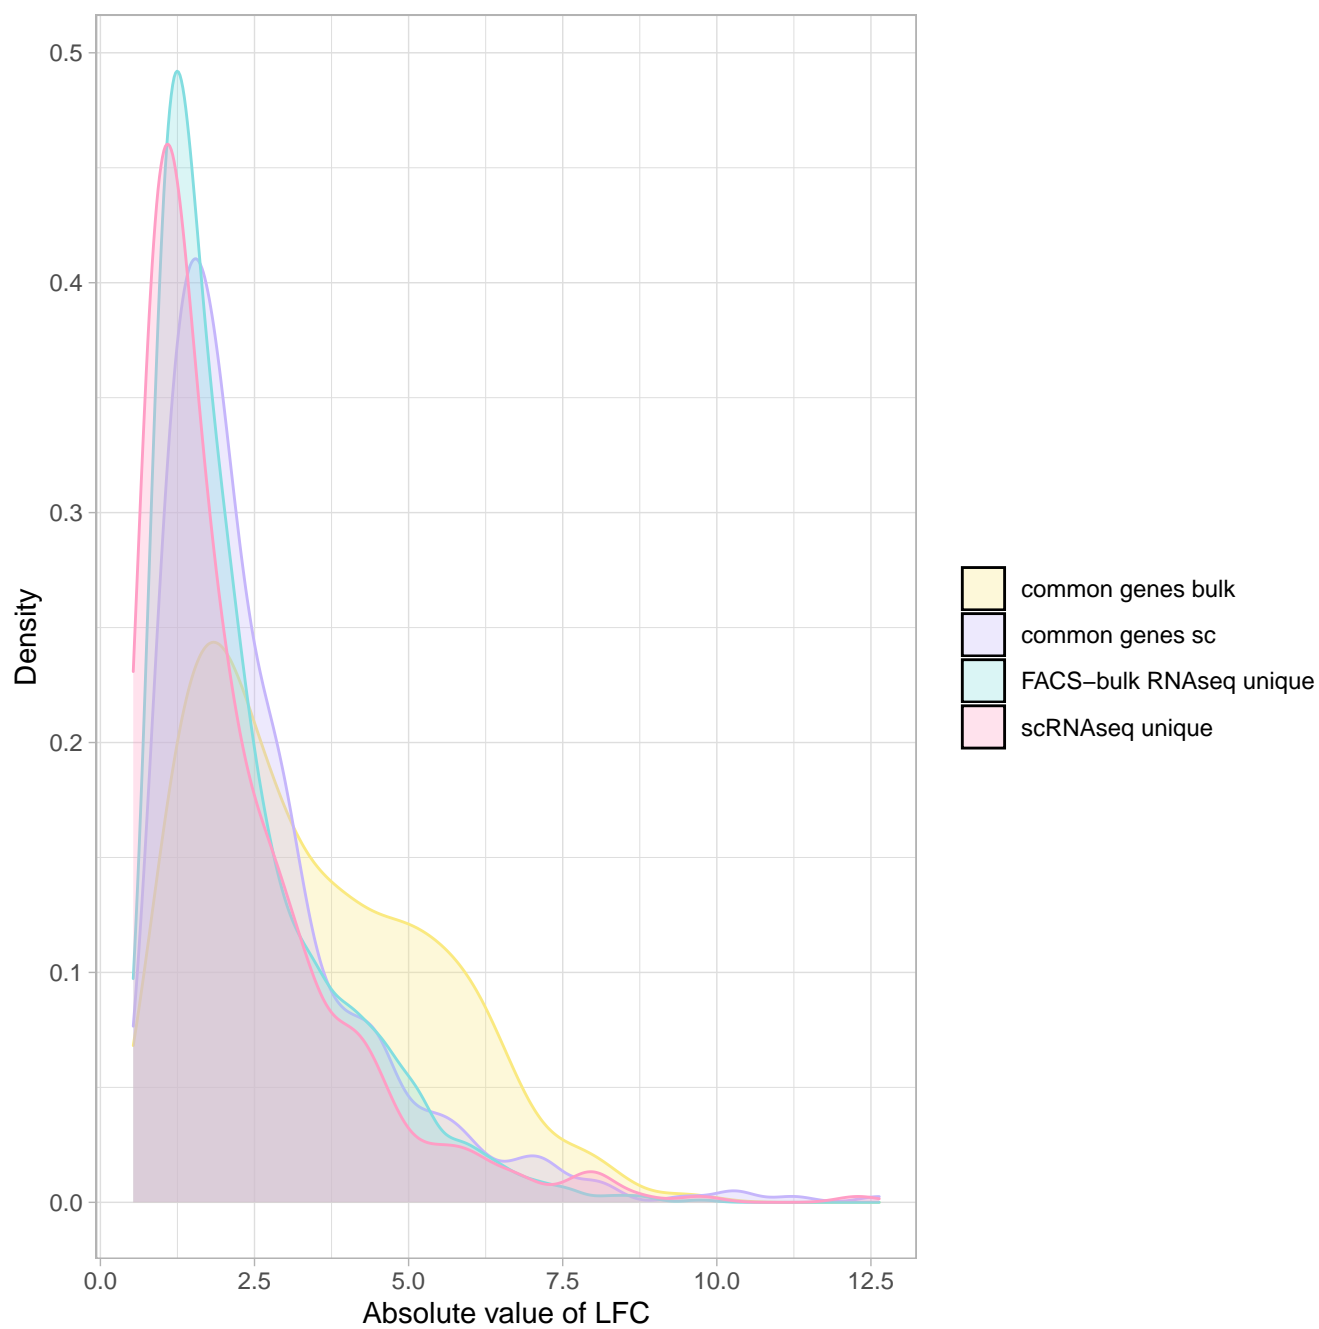 0.5
0.4
0.3
0.2
0.1
0.0
Density
0.0 2.5 5.0 7.5 10.0 12.5
Absolute value of LFC
common genes bulk
common genes sc
FACS−bulk RNAseq unique
scRNAseq unique